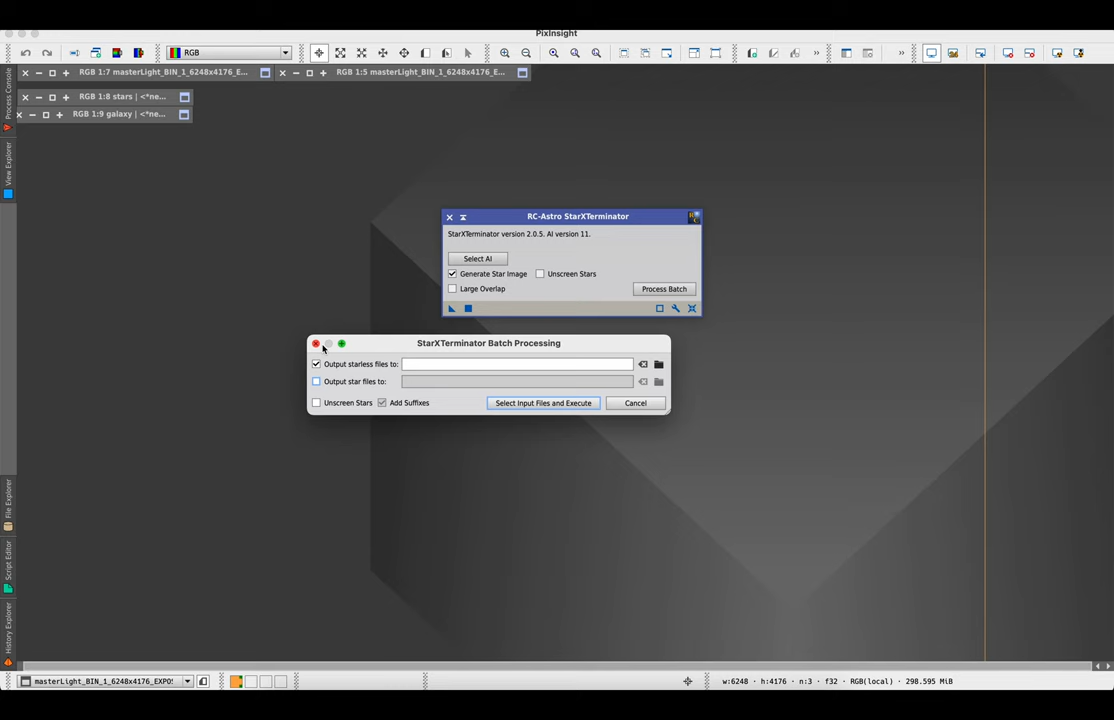 PixInsight
RGB
RGB 1:7 masterLight_BIN_1_6248x4176_E...
RGB 1:5 masterLight_BIN_1_6248x4176_E...
RGB 1:8 stars | <*ne...
RGB 1:9 galaxy | <*ne...
Process Console
View Explorer
File Explorer
Script Editor
History Explorer
RC-Astro StarXTerminator
StarXTerminator version 2.0.5. AI version 11.
Select AI
Generate Star Image
Unscreen Stars
Large Overlap
Process Batch
StarXTerminator Batch Processing
Output starless files to:
Output star files to:
Unscreen Stars
Add Suffixes
Select Input Files and Execute
Cancel
masterLight_BIN_1_6248x4176_EXPOS
w:6248 · h:4176 · n:3 · f32 · RGB(local) · 298.595 MiB